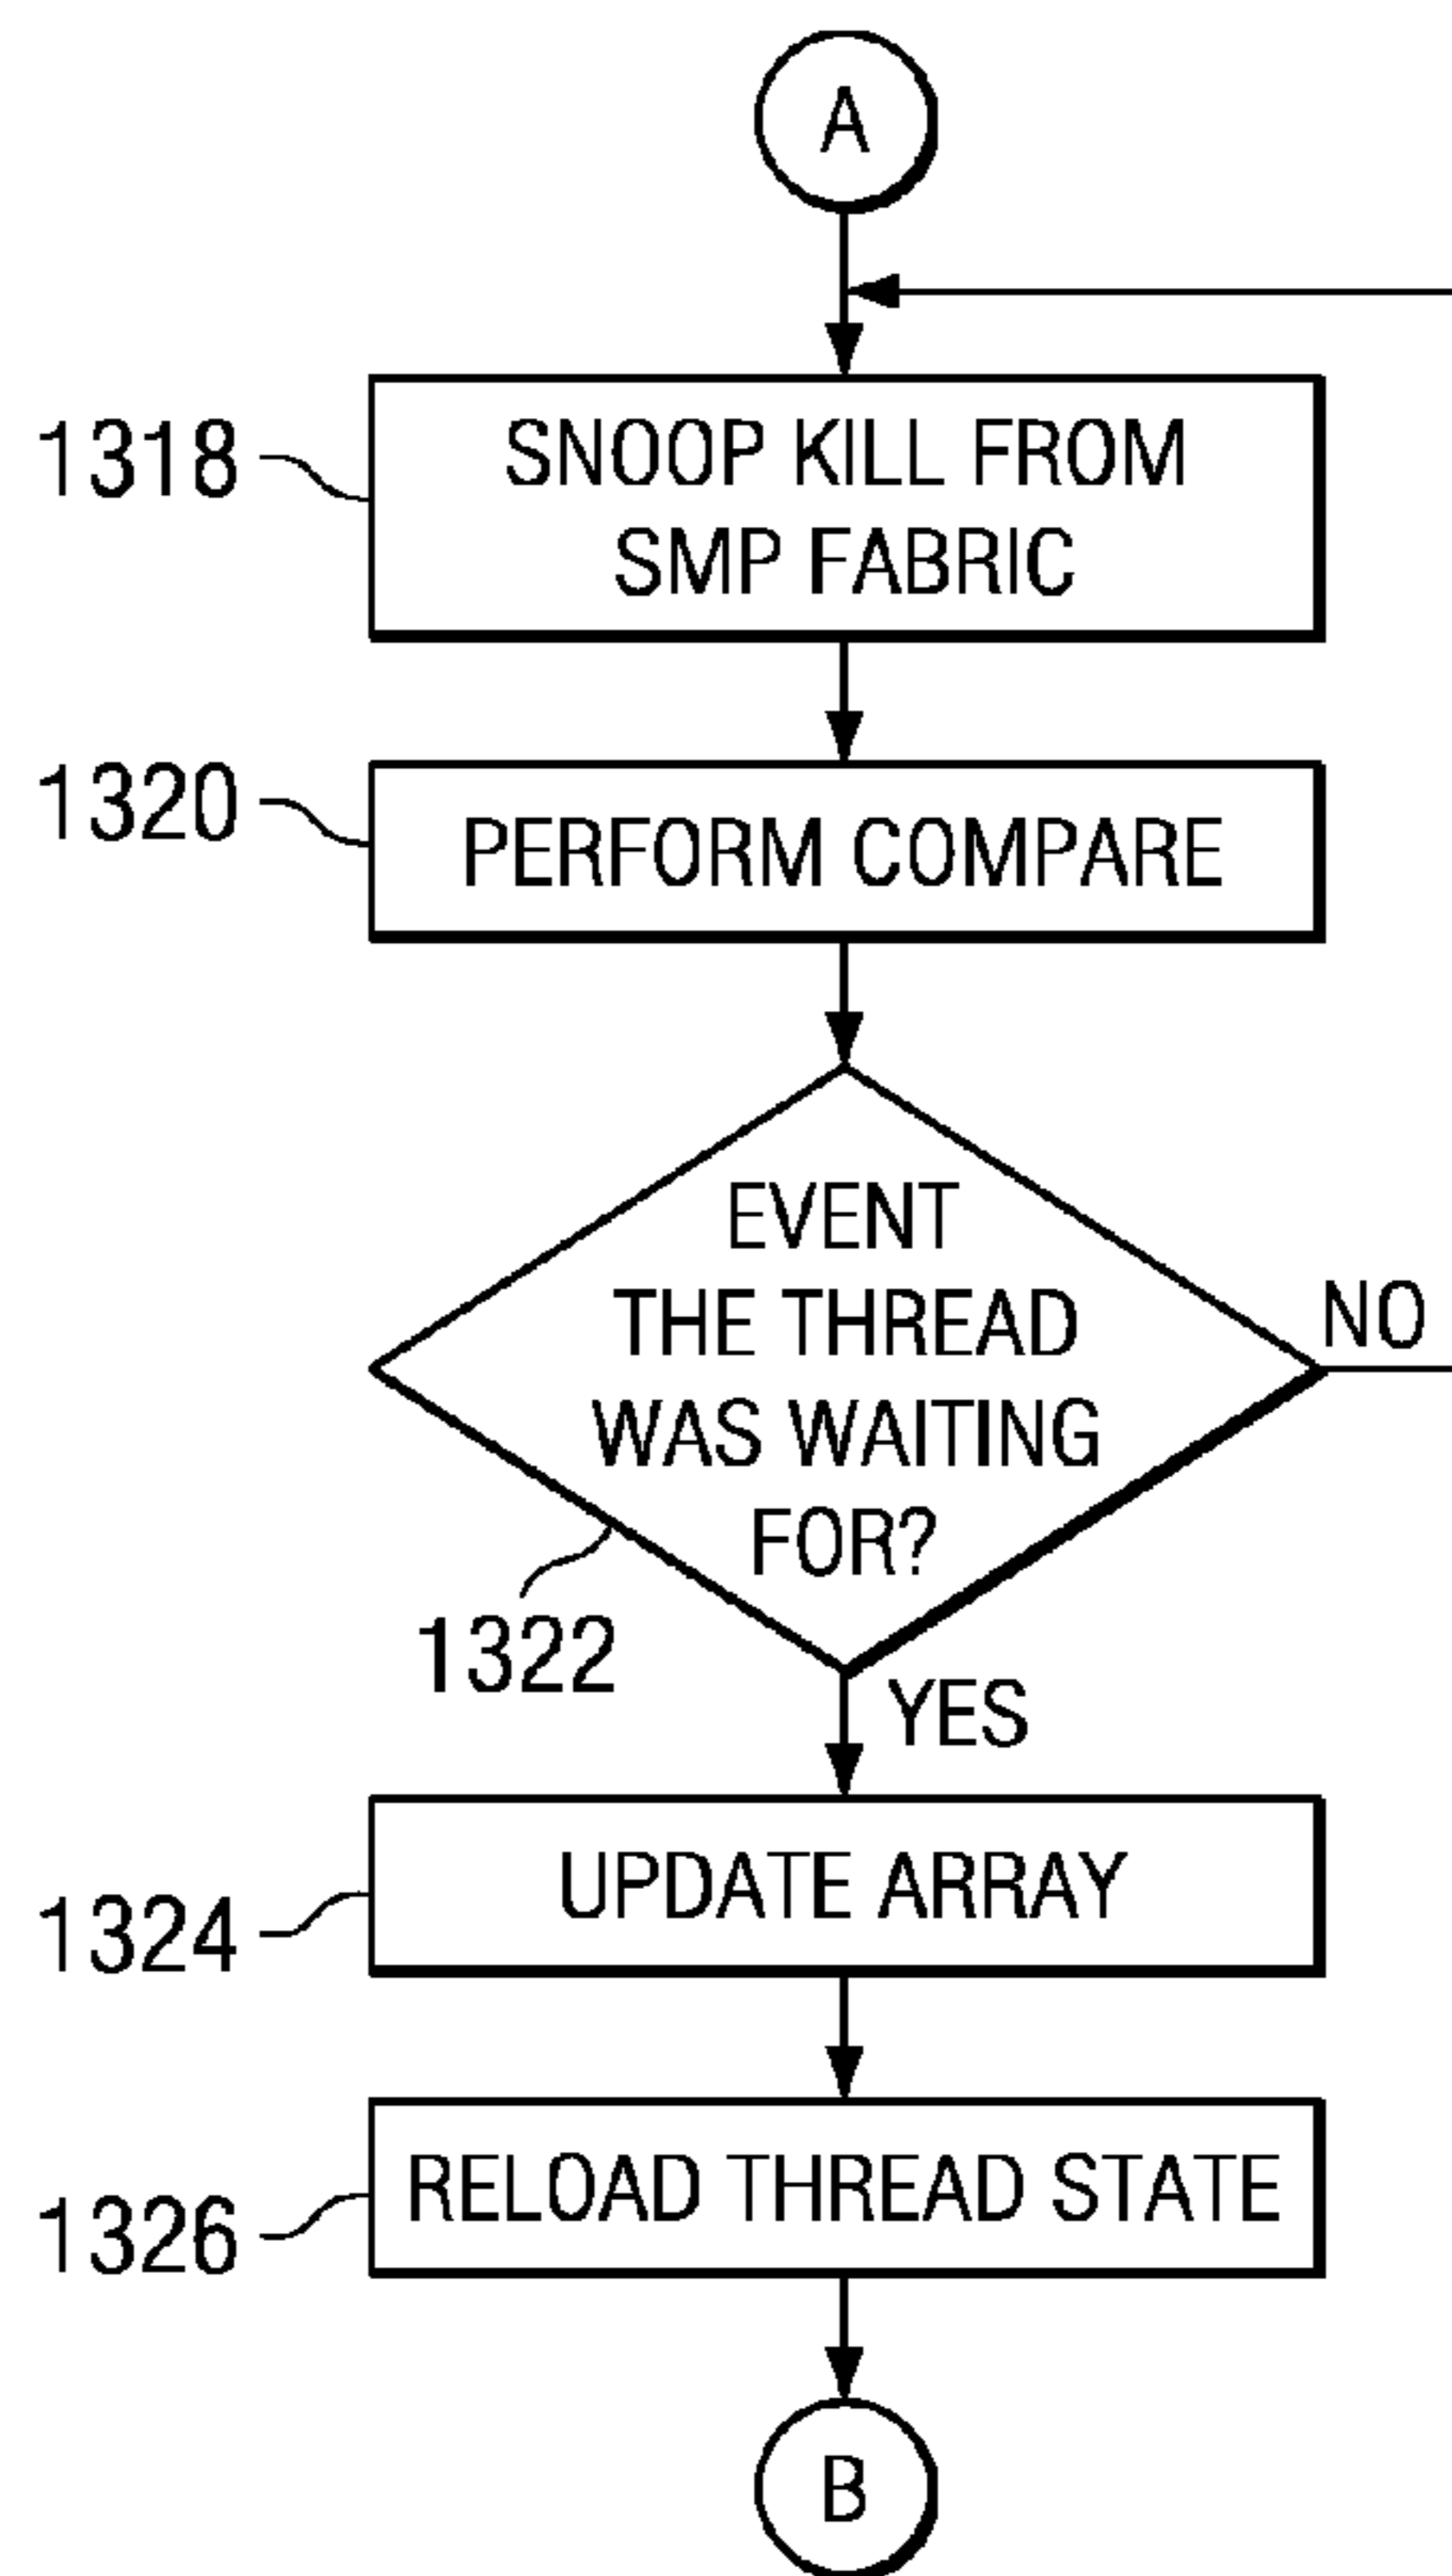 A
1318
SNOOP KILL FROM
SMP FABRIC
1320
PERFORM COMPARE
EVENT
THE THREAD
WAS WAITING
FOR?
NO
1322
YES
1324
UPDATE ARRAY
1326
RELOAD THREAD STATE
B